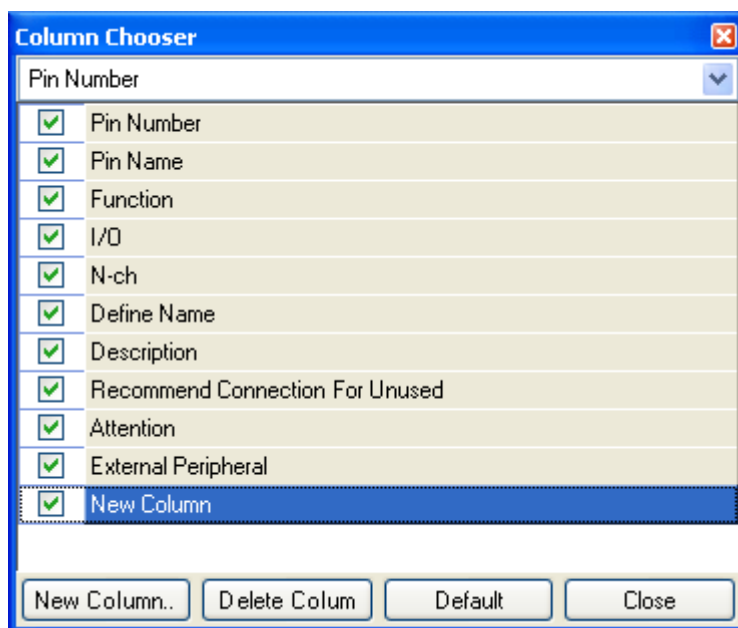 Column Chooser
Pin Number
Pin Number
Pin Name
Function
I/O
N-ch
Define Name
Description
Recommend Connection For Unused
Attention
External Peripheral
New Column
New Column.. Delete Colum Default Close